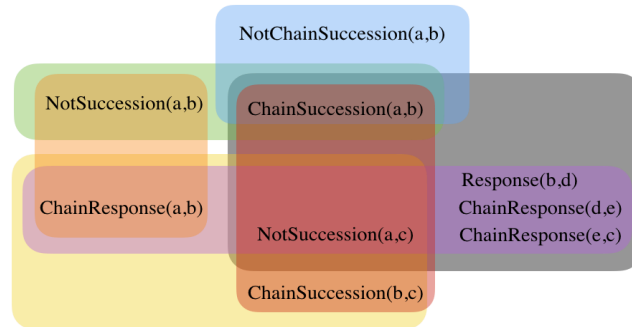 NotChainSuccession(a,b)
NotSuccession(a,b)
ChainSuccession(a,b)
Response(b,d)
ChainResponse(a,b)
ChainResponse(d,e)
NotSuccession(a,c)
ChainResponse(e,c)
ChainSuccession(b,c)